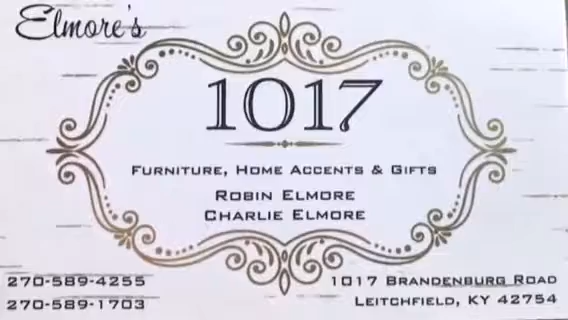 Elmore's
1017
Furniture, Home Accents & Gifts
Robin Elmore
Charlie Elmore
270-589-4255
270-589-1703
1017 Brandenburg Road
Leitchfield, KY 42754